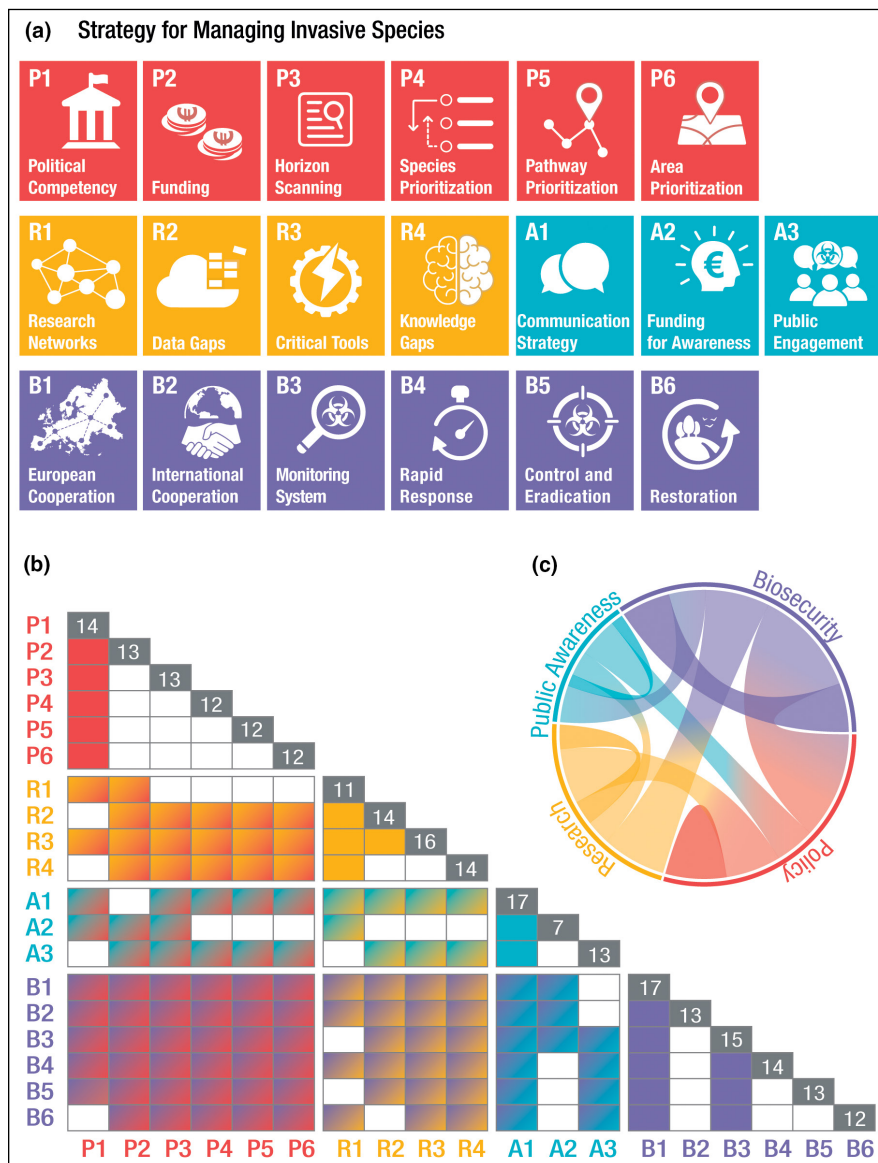 (a) Strategy for Managing Invasive Species
P1 P2 P3 P4 P5 P6
Political Competency
Funding
Horizon Scanning
Species Prioritization
Pathway Prioritization
Area Prioritization
R1 R2 R3 R4 A1 A2 A3
€
Research Networks
Data Gaps
Critical Tools
Knowledge Gaps
Communication Strategy
Funding for Awareness
Public Engagement
B1 B2 B3 B4 B5 B6
European Cooperation
International Cooperation
Monitoring System
Rapid Response
Control and Eradication
Restoration
(b)
P1 14
P2 13
P3 13
P4 12
P5 12
P6 12
R1 11
R2 14
R3 16
R4 14
A1 17
A2 7
A3 13
B1 17
B2 13
B3 15
B4 14
B5 13
B6 12
P1 P2 P3 P4 P5 P6 R1 R2 R3 R4 A1 A2 A3 B1 B2 B3 B4 B5 B6
(c)
Public Awareness
Biosecurity
Research
Policy